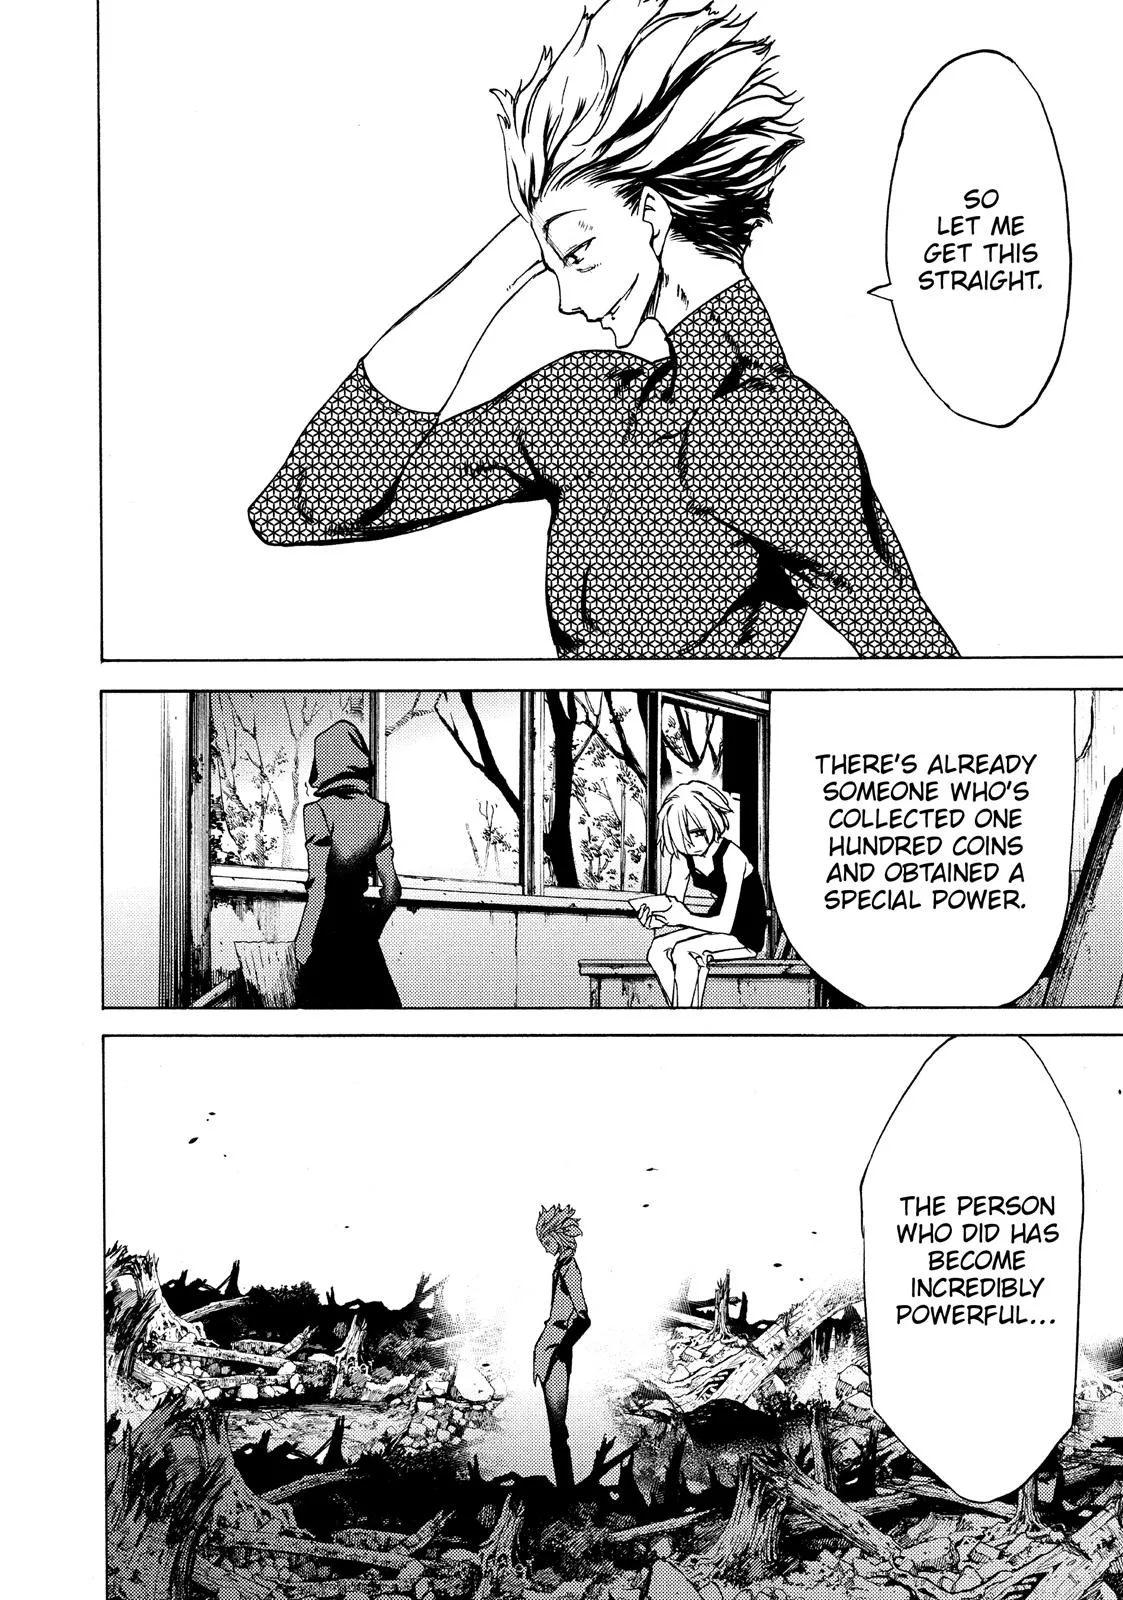 SO
LET ME
GET THIS
STRAIGHT.
THERE'S ALREADY
SOMEONE WHO'S
COLLECTED ONE
HUNDRED COINS
AND OBTAINED A
SPECIAL POWER.
THE PERSON
WHO DID HAS
BECOME
INCREDIBLY
POWERFUL...